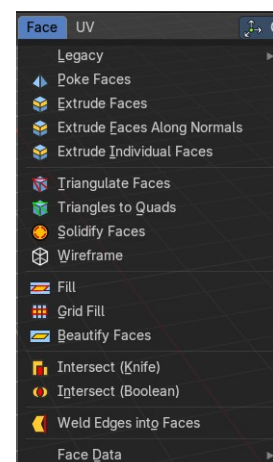 Face UV
Legacy
Poke Faces
Extrude Faces
Extrude Faces Along Normals
Extrude Individual Faces
Triangulate Faces
Triangles to Quads
Solidify Faces
Wireframe
Fill
Grid Fill
Beautify Faces
Intersect (Knife)
Intersect (Boolean)
Weld Edges into Faces
Face Data